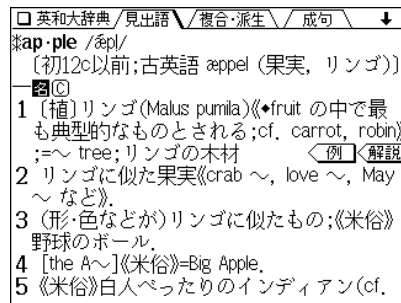 英和大辞典 見出語 複合·派生 成句 ↓
⁑ap·ple /ǽpl/
〔初12c以前;古英語 æppel (果実, リンゴ)〕
—名Ⓒ
1 〔植〕リンゴ(Malus pumila)《◆fruit の中で最
も典型的なものとされる;cf. carrot, robin》
;=~ tree;リンゴの木材 例 解説
2 リンゴに似た果実《crab ~, love ~, May
~ など》.
3 (形·色などが)リンゴに似たもの;《米俗》
野球のボール.
4 [the A~]《米俗》=Big Apple.
5 《米俗》白人べったりのインディアン(cf.